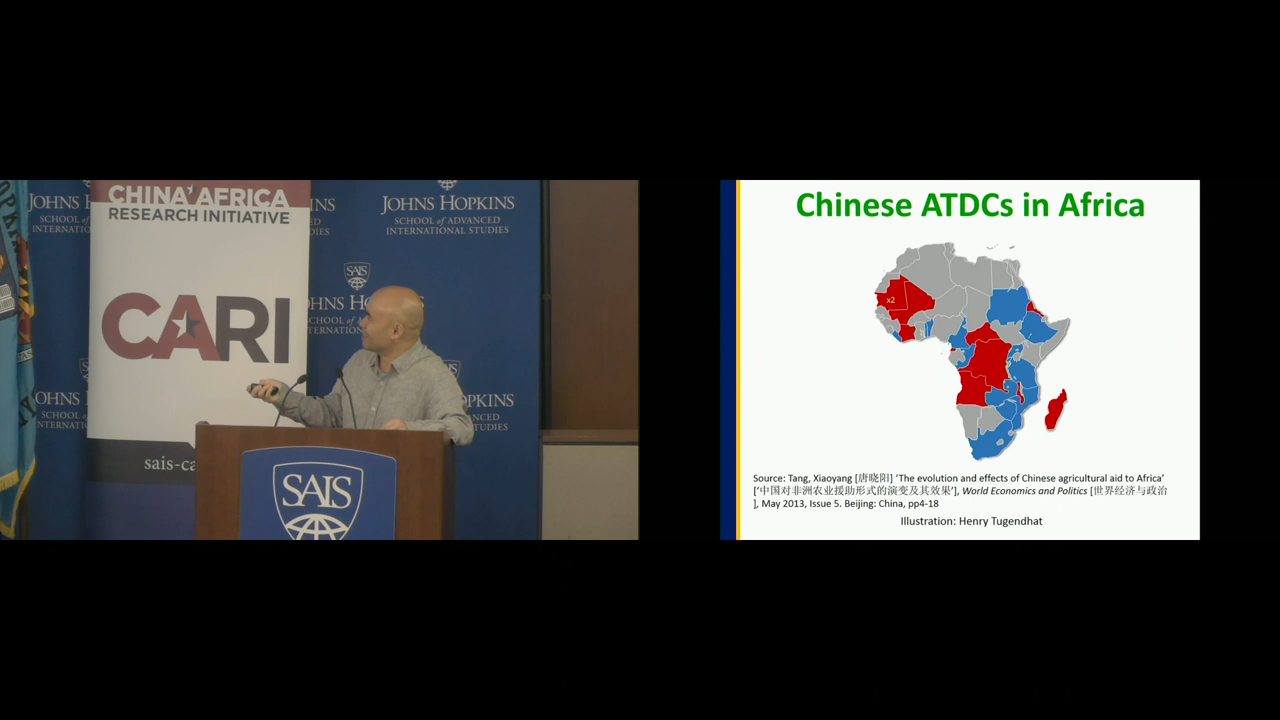 CHINA AFRICA
RESEARCH INITIATIVE
CARI
sais-ca
JOHNS HOPKINS
SCHOOL of ADVANCED
INTERNATIONAL STUDIES
SAIS
SAIS
Chinese ATDCs in Africa
x2
Source: Tang, Xiaoyang [唐晓阳] ‘The evolution and effects of Chinese agricultural aid to Africa’
[‘中国对非洲农业援助形式的演变及其效果’], World Economics and Politics [世界经济与政治
], May 2013, Issue 5. Beijing: China, pp4-18
Illustration: Henry Tugendhat